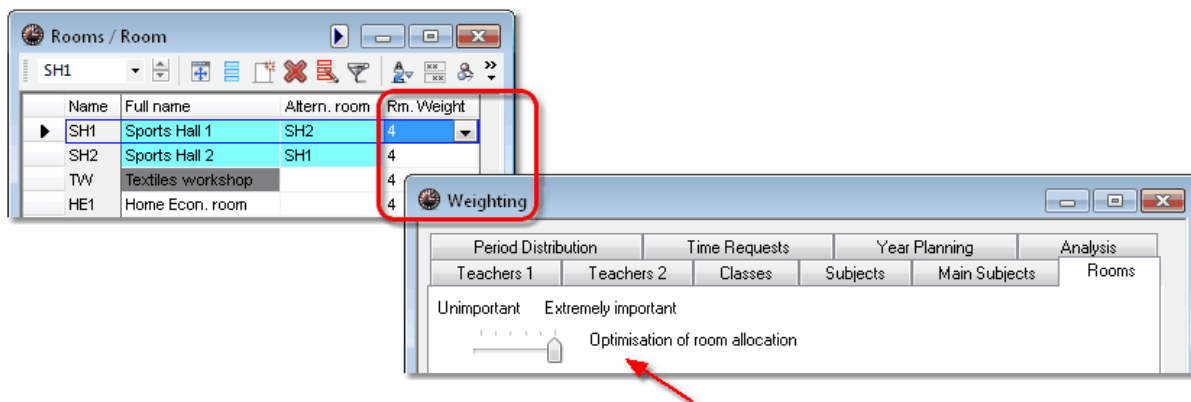 Rooms / Room
SH1
Name Full name Altern. room Rm. Weight
SH1 Sports Hall 1 SH2 4
SH2 Sports Hall 2 SH1 4
TW Textiles workshop 4
HE1 Home Econ. room 4
Weighting
Period Distribution Time Requests Year Planning Analysis
Teachers 1 Teachers 2 Classes Subjects Main Subjects Rooms
Unimportant Extremely important
Optimisation of room allocation